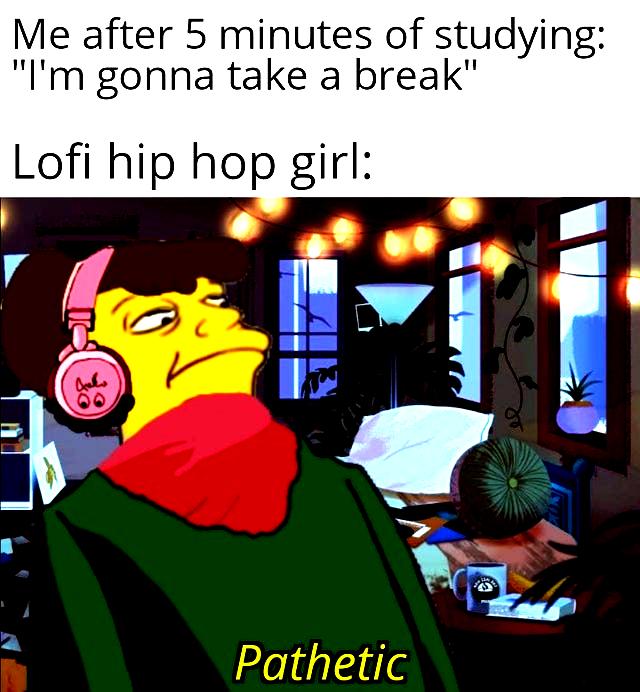 Me after 5 minutes of studying:
"I'm gonna take a break"
Lofi hip hop girl:
Pathetic